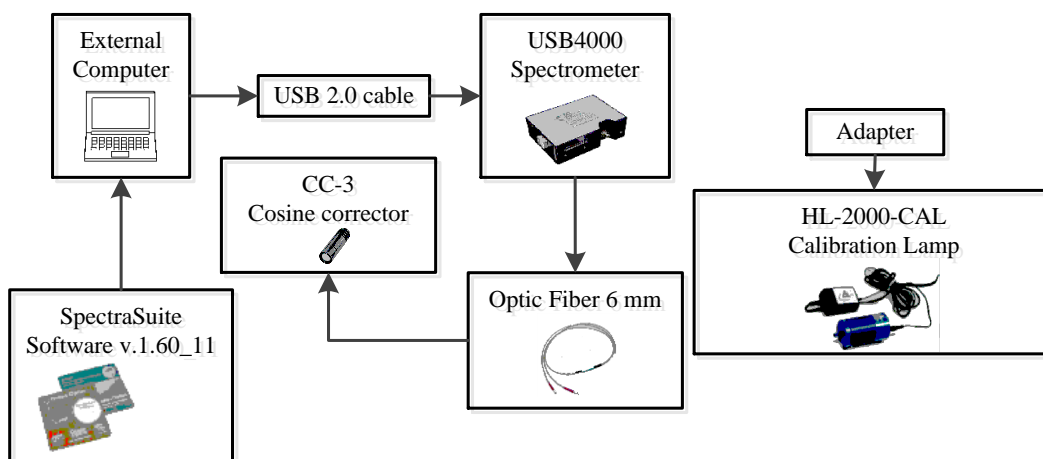 External
Computer
USB 2.0 cable
USB4000
Spectrometer
Adapter
CC-3
Cosine corrector
HL-2000-CAL
Calibration Lamp
Optic Fiber 6 mm
SpectraSuite
Software v.1.60_11